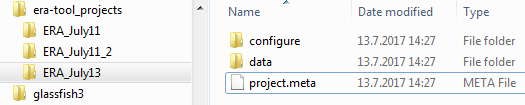 era-tool_projects
ERA_July11
ERA_July11_2
ERA_July13
glassfish3
Name Date modified Type
configure 13.7.2017 14:27 File folder
data 13.7.2017 14:27 File folder
project.meta 13.7.2017 14:27 META File